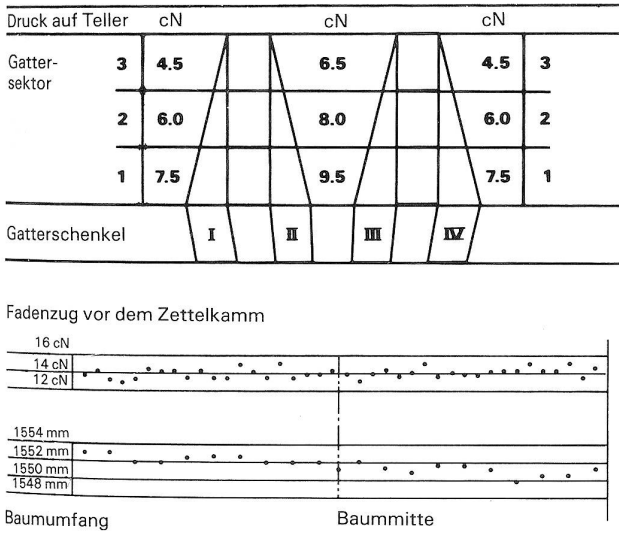 Druck auf Teller cN cN cN
Gatter-
sektor
3 4.5 6.5 4.5 3
2 6.0 8.0 6.0 2
1 7.5 9.5 7.5 1
Gatterschenkel I II III IV
Fadenzug vor dem Zettelkamm
16 cN
14 cN
12 cN
1554 mm
1552 mm
1550 mm
1548 mm
Baumumfang Baummitte